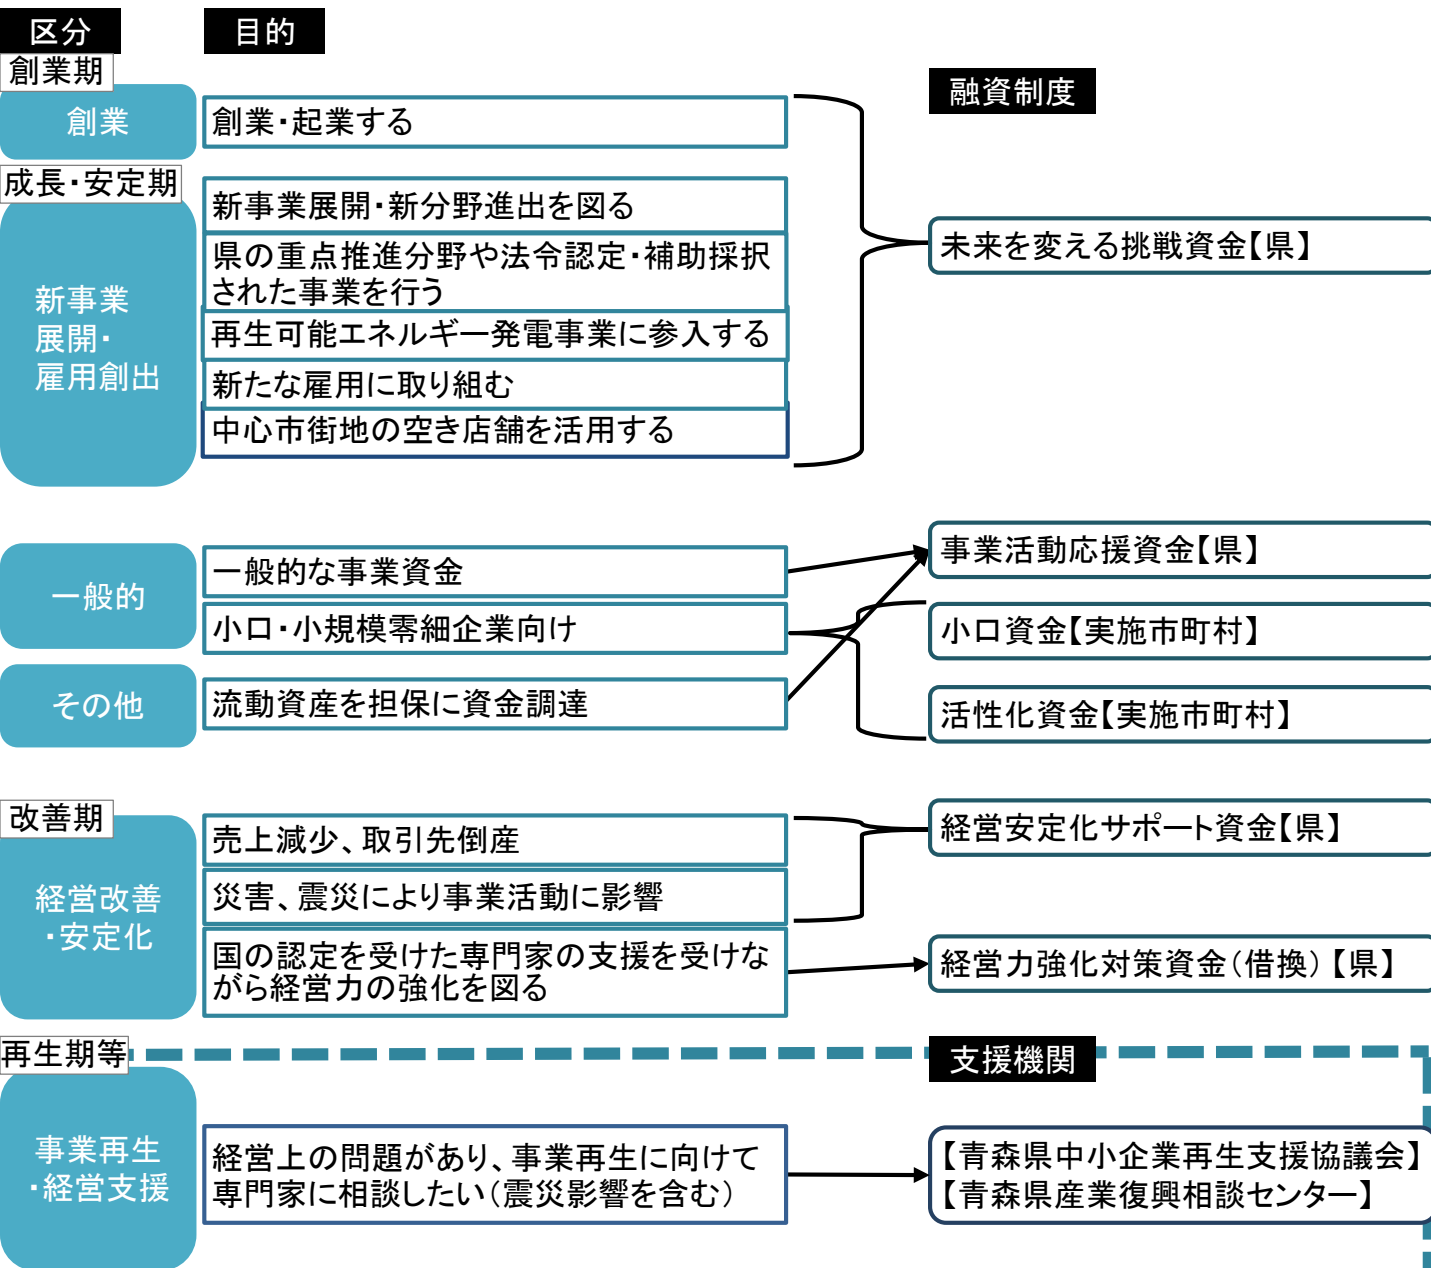 区分
目的
融資制度
創業期
創業
創業・起業する
成長・安定期
新事業
展開・
雇用創出
新事業展開・新分野進出を図る
県の重点推進分野や法令認定・補助採択
された事業を行う
再生可能エネルギー発電事業に参入する
新たな雇用に取り組む
中心市街地の空き店舗を活用する
未来を変える挑戦資金【県】
一般的
一般的な事業資金
小口・小規模零細企業向け
事業活動応援資金【県】
小口資金【実施市町村】
その他
流動資産を担保に資金調達
活性化資金【実施市町村】
改善期
経営改善
・安定化
売上減少、取引先倒産
災害、震災により事業活動に影響
国の認定を受けた専門家の支援を受けな
がら経営力の強化を図る
経営安定化サポート資金【県】
経営力強化対策資金(借換)【県】
再生期等
支援機関
事業再生
・経営支援
経営上の問題があり、事業再生に向けて
専門家に相談したい(震災影響を含む)
【青森県中小企業再生支援協議会】
【青森県産業復興相談センター】